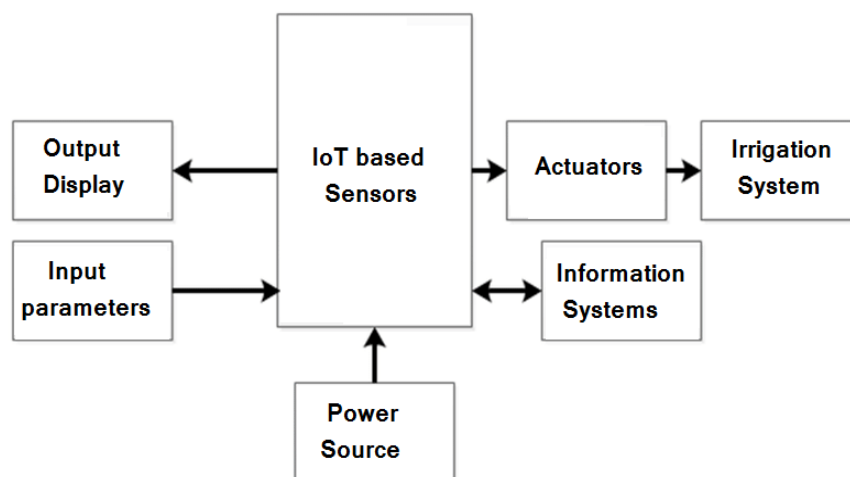 Output
Display
IoT based
Sensors
Actuators
Irrigation
System
Input
parameters
Information
Systems
Power
Source